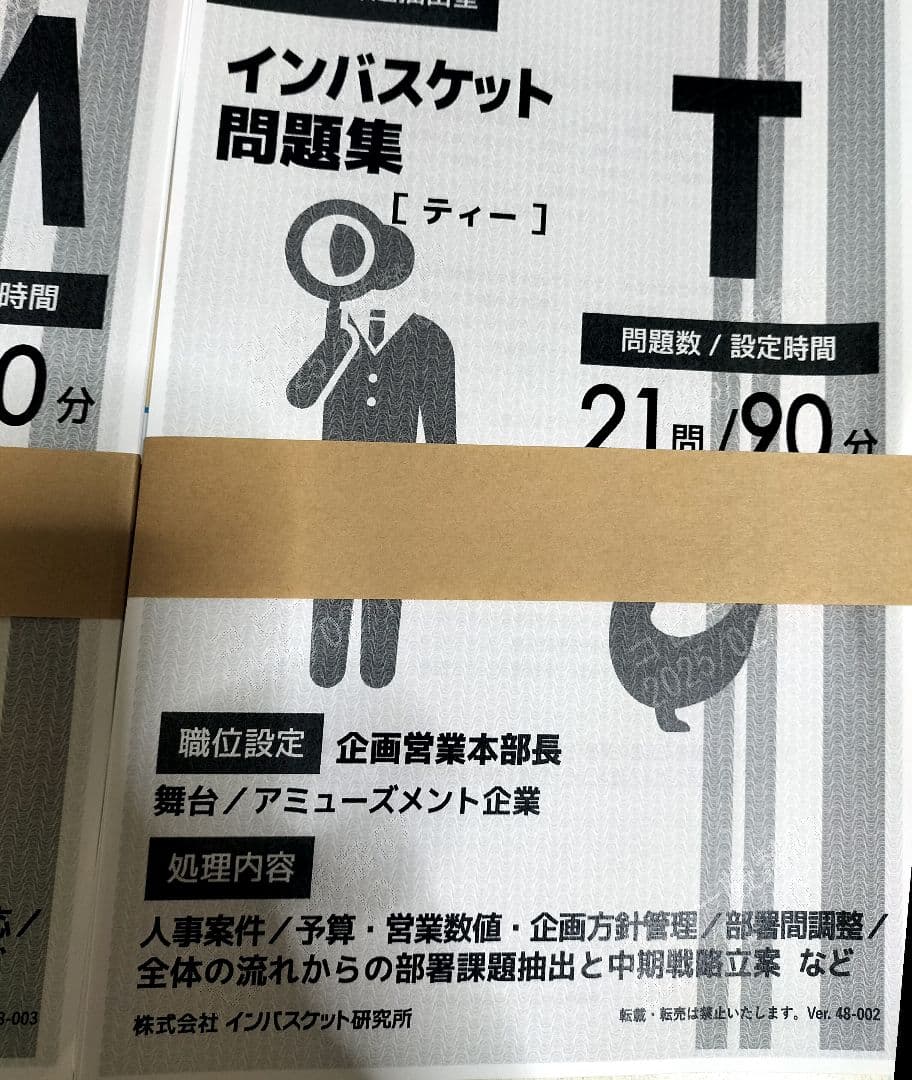 インバスケット
問題集
［ティー］
T
問題数 / 設定時間
21問/90分
職位設定 企画営業本部長
舞台／アミューズメント企業
処理内容
人事案件／予算・営業数値・企画方針管理／部署間調整／
全体の流れからの部署課題抽出と中期戦略立案 など
株式会社 インバスケット研究所
転載・転売は禁止いたします。Ver. 48-002
時間
0分
8-003